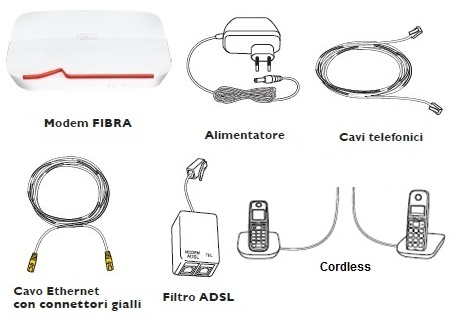 Modem FIBRA
Alimentatore
Cavi telefonici
MODEM
ADSL
TEL
Cavo Ethernet
con connettori gialli
Filtro ADSL
Cordless